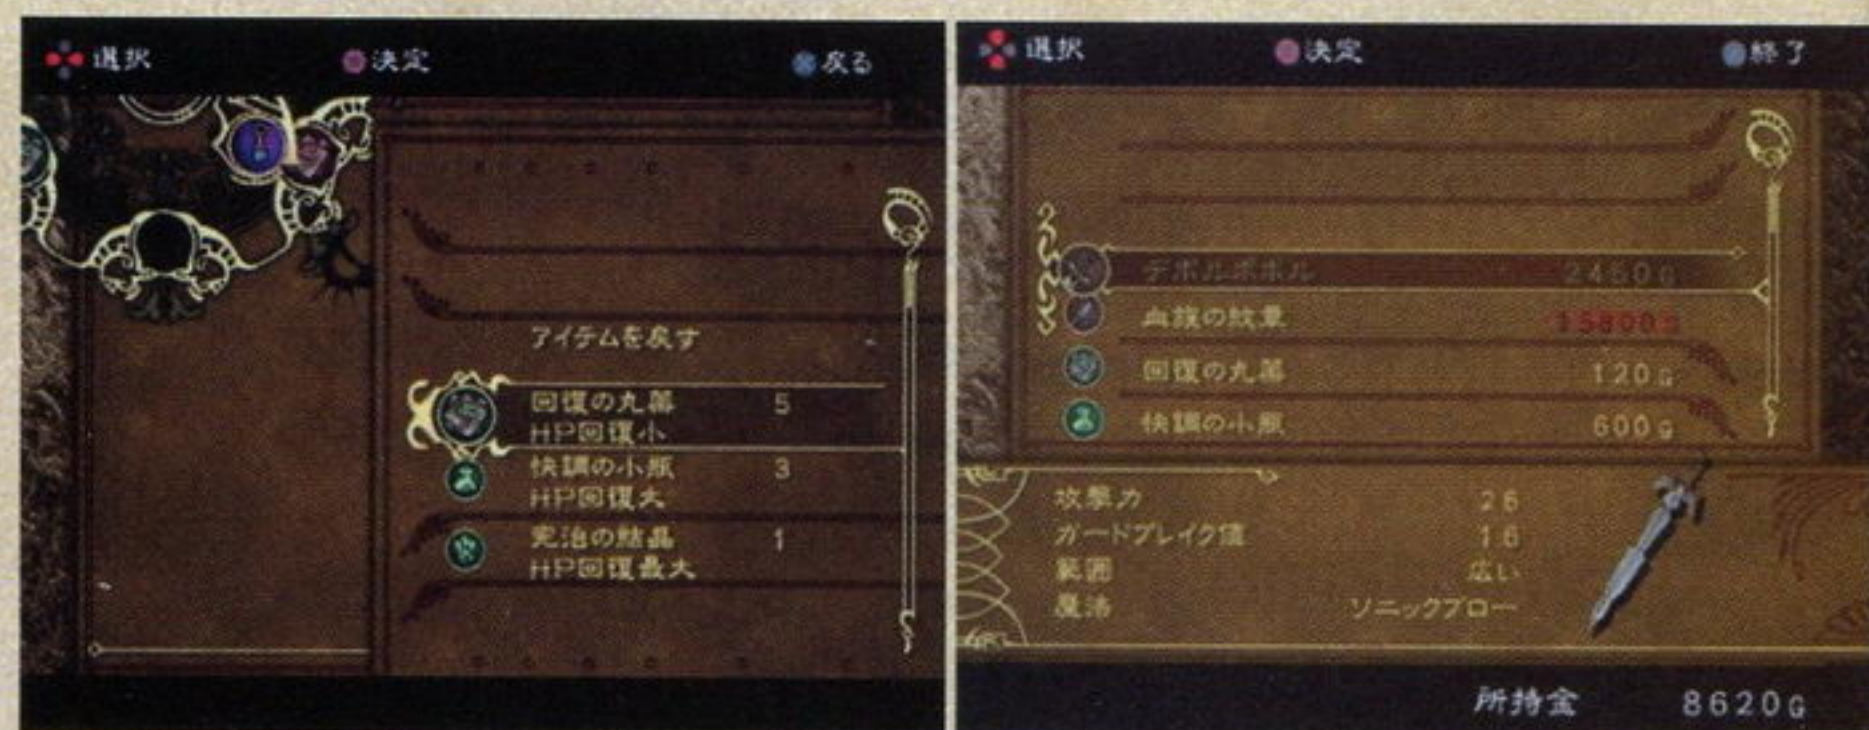 選択
決定
戻る
アイテムを戻す
回復の丸薬 5
HP回復小
快調の小瓶 3
HP回復大
完治の結晶 1
HP回復最大
選択
決定
終了
デボルポホル 2450G
血族の紋章 15800G
回復の丸薬 120G
快調の小瓶 600G
攻撃力 26
ガードブレイク値 16
範囲 広い
魔法 ソニックブロー
所持金 8620G